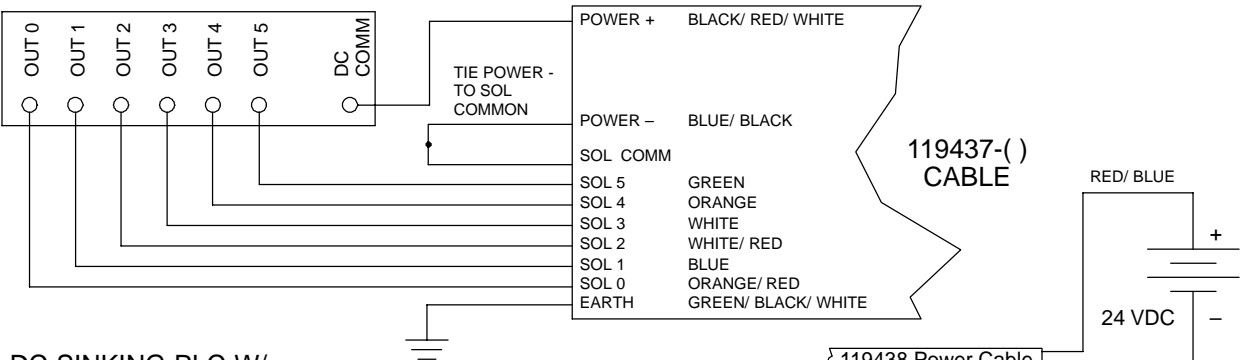 OUT 0
OUT 1
OUT 2
OUT 3
OUT 4
OUT 5
DC
COMM
TIE POWER -
TO SOL
COMMON
POWER + BLACK/ RED/ WHITE
POWER – BLUE/ BLACK
SOL COMM
SOL 5 GREEN
SOL 4 ORANGE
SOL 3 WHITE
SOL 2 WHITE/ RED
SOL 1 BLUE
SOL 0 ORANGE/ RED
EARTH GREEN/ BLACK/ WHITE
119437-( )
CABLE
RED/ BLUE
+
24 VDC –
DC SINKING PLC W/
119438 Power Cable